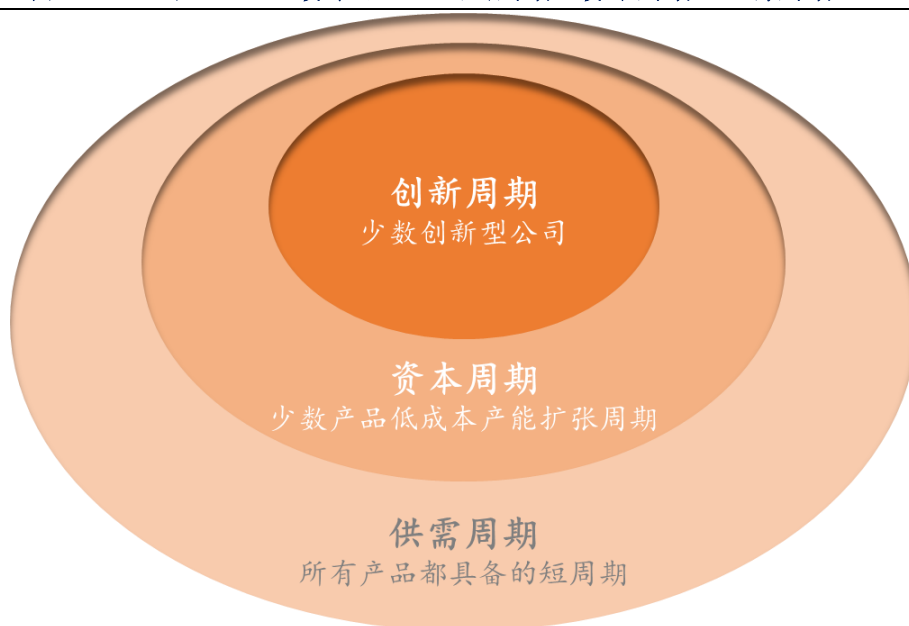 创新周期
少数创新型公司
资本周期
少数产品低成本产能扩张周期
供需周期
所有产品都具备的短周期